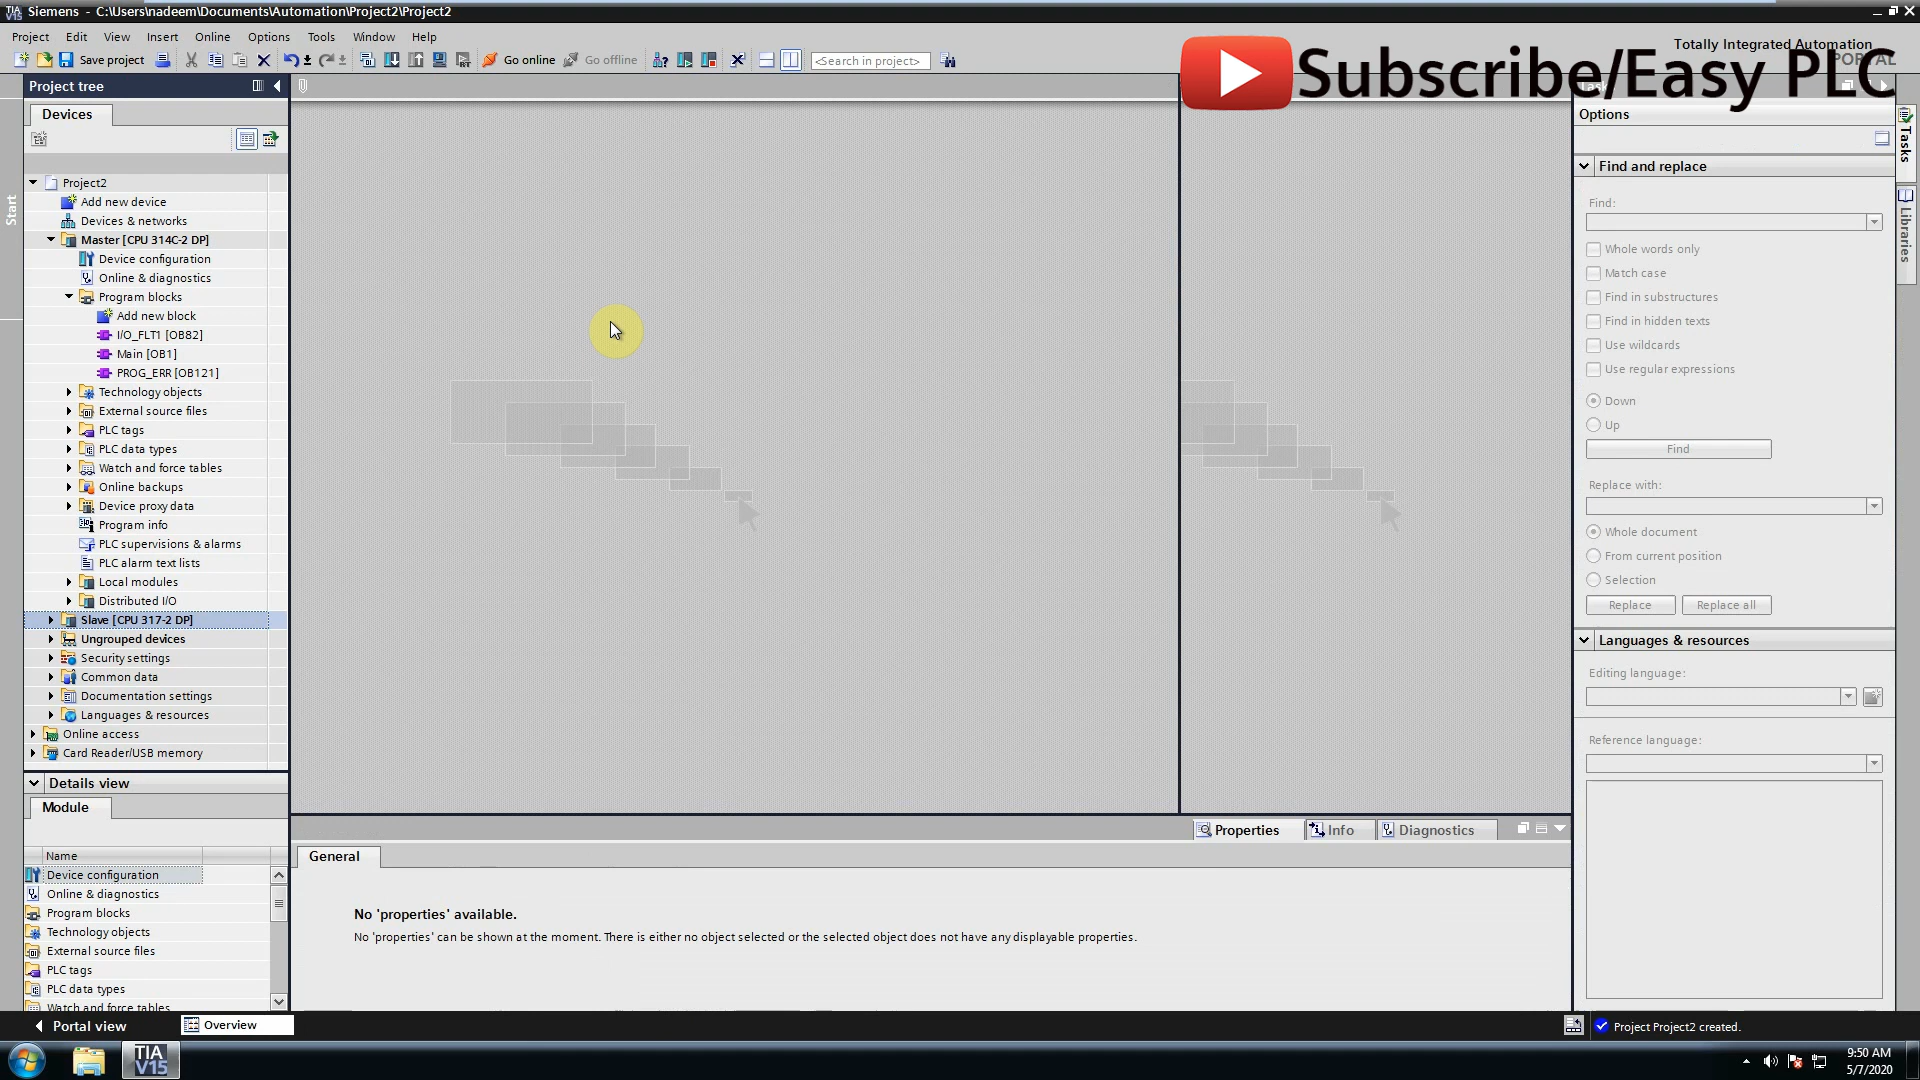 Siemens - C:\Users\nadeem\Documents\Automation\Project2\Project2
Project Edit View Insert Online Options Tools Window Help
Totally Integrated Automation
PORTAL
Save project
Go online
Go offline
<Search in project>
Subscribe/Easy PLC
Project tree
Devices
Options
Tasks
Libraries
Start
Project2
Add new device
Devices & networks
Master [CPU 314C-2 DP]
Device configuration
Online & diagnostics
Program blocks
Add new block
I/O_FLT1 [OB82]
Main [OB1]
PROG_ERR [OB121]
Technology objects
External source files
PLC tags
PLC data types
Watch and force tables
Online backups
Device proxy data
Program info
PLC supervisions & alarms
PLC alarm text lists
Local modules
Distributed I/O
Slave [CPU 317-2 DP]
Ungrouped devices
Security settings
Common data
Documentation settings
Languages & resources
Online access
Card Reader/USB memory
Find and replace
Find:
Whole words only
Match case
Find in substructures
Find in hidden texts
Use wildcards
Use regular expressions
Down
Up
Find
Replace with:
Whole document
From current position
Selection
Replace
Replace all
Languages & resources
Editing language:
Reference language:
Details view
Module
Name
Device configuration
Online & diagnostics
Program blocks
Technology objects
External source files
PLC tags
PLC data types
Watch and force tables
Properties
Info
Diagnostics
General
No 'properties' available.
No 'properties' can be shown at the moment. There is either no object selected or the selected object does not have any displayable properties.
Portal view
Overview
Project Project2 created.
TIA
V15
9:50 AM
5/7/2020